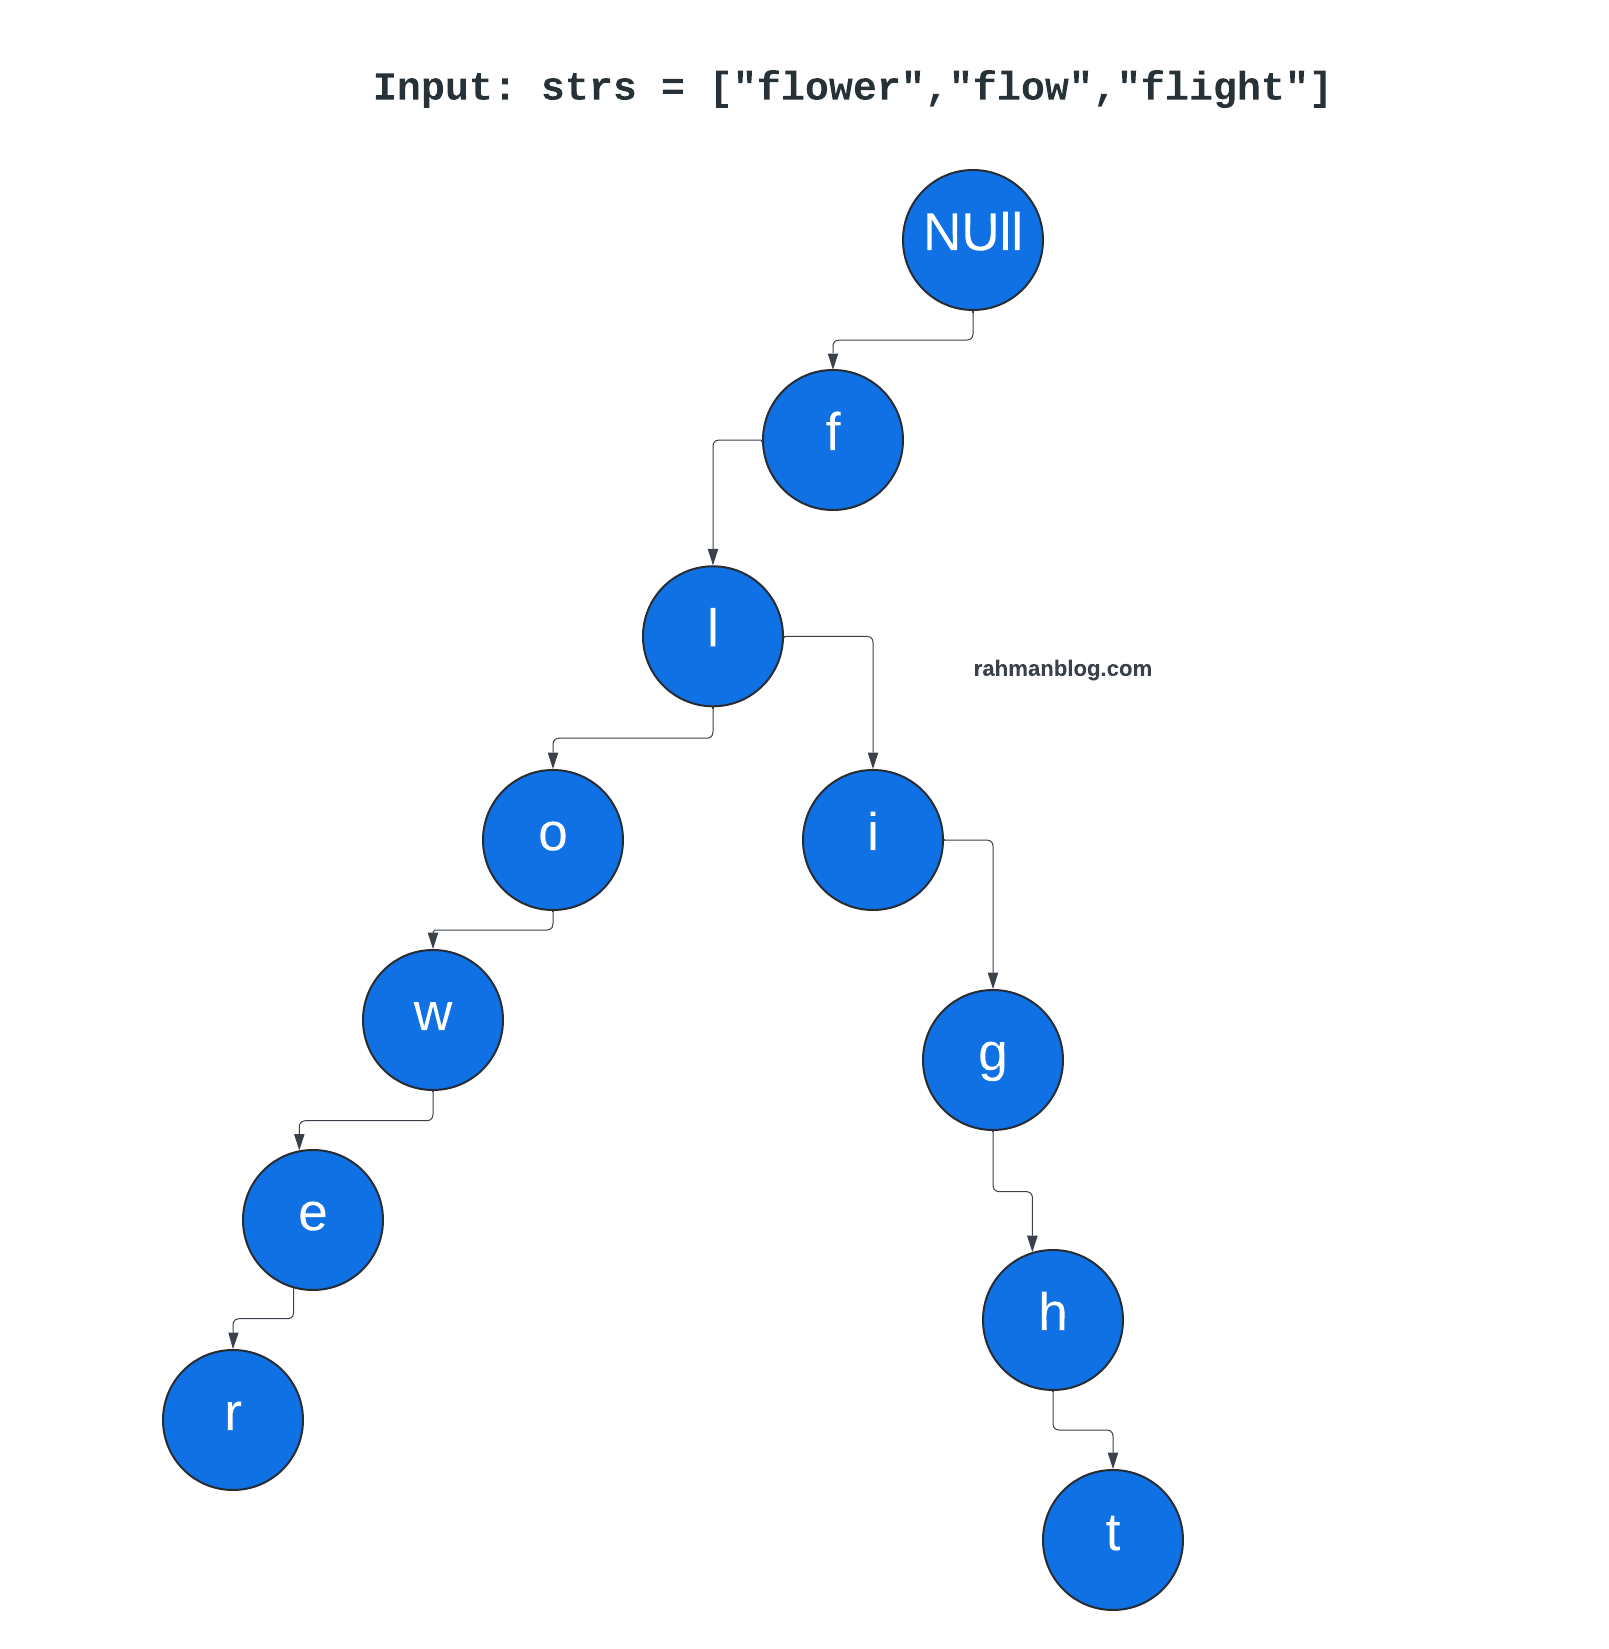 Input: strs = ["flower","flow","flight"]
NUll
f
l
rahmanblog.com
o
i
w
g
e
h
r
t